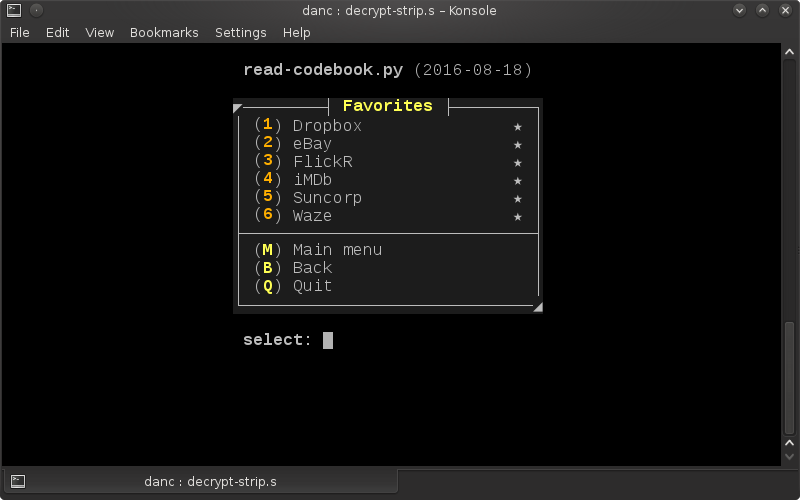 danc : decrypt-strip.s – Konsole
File Edit View Bookmarks Settings Help
read-codebook.py (2016-08-18)
Favorites
(1) Dropbox ★
(2) eBay ★
(3) FlickR ★
(4) iMDb ★
(5) Suncorp ★
(6) Waze ★
(M) Main menu
(B) Back
(Q) Quit
select:
danc : decrypt-strip.s